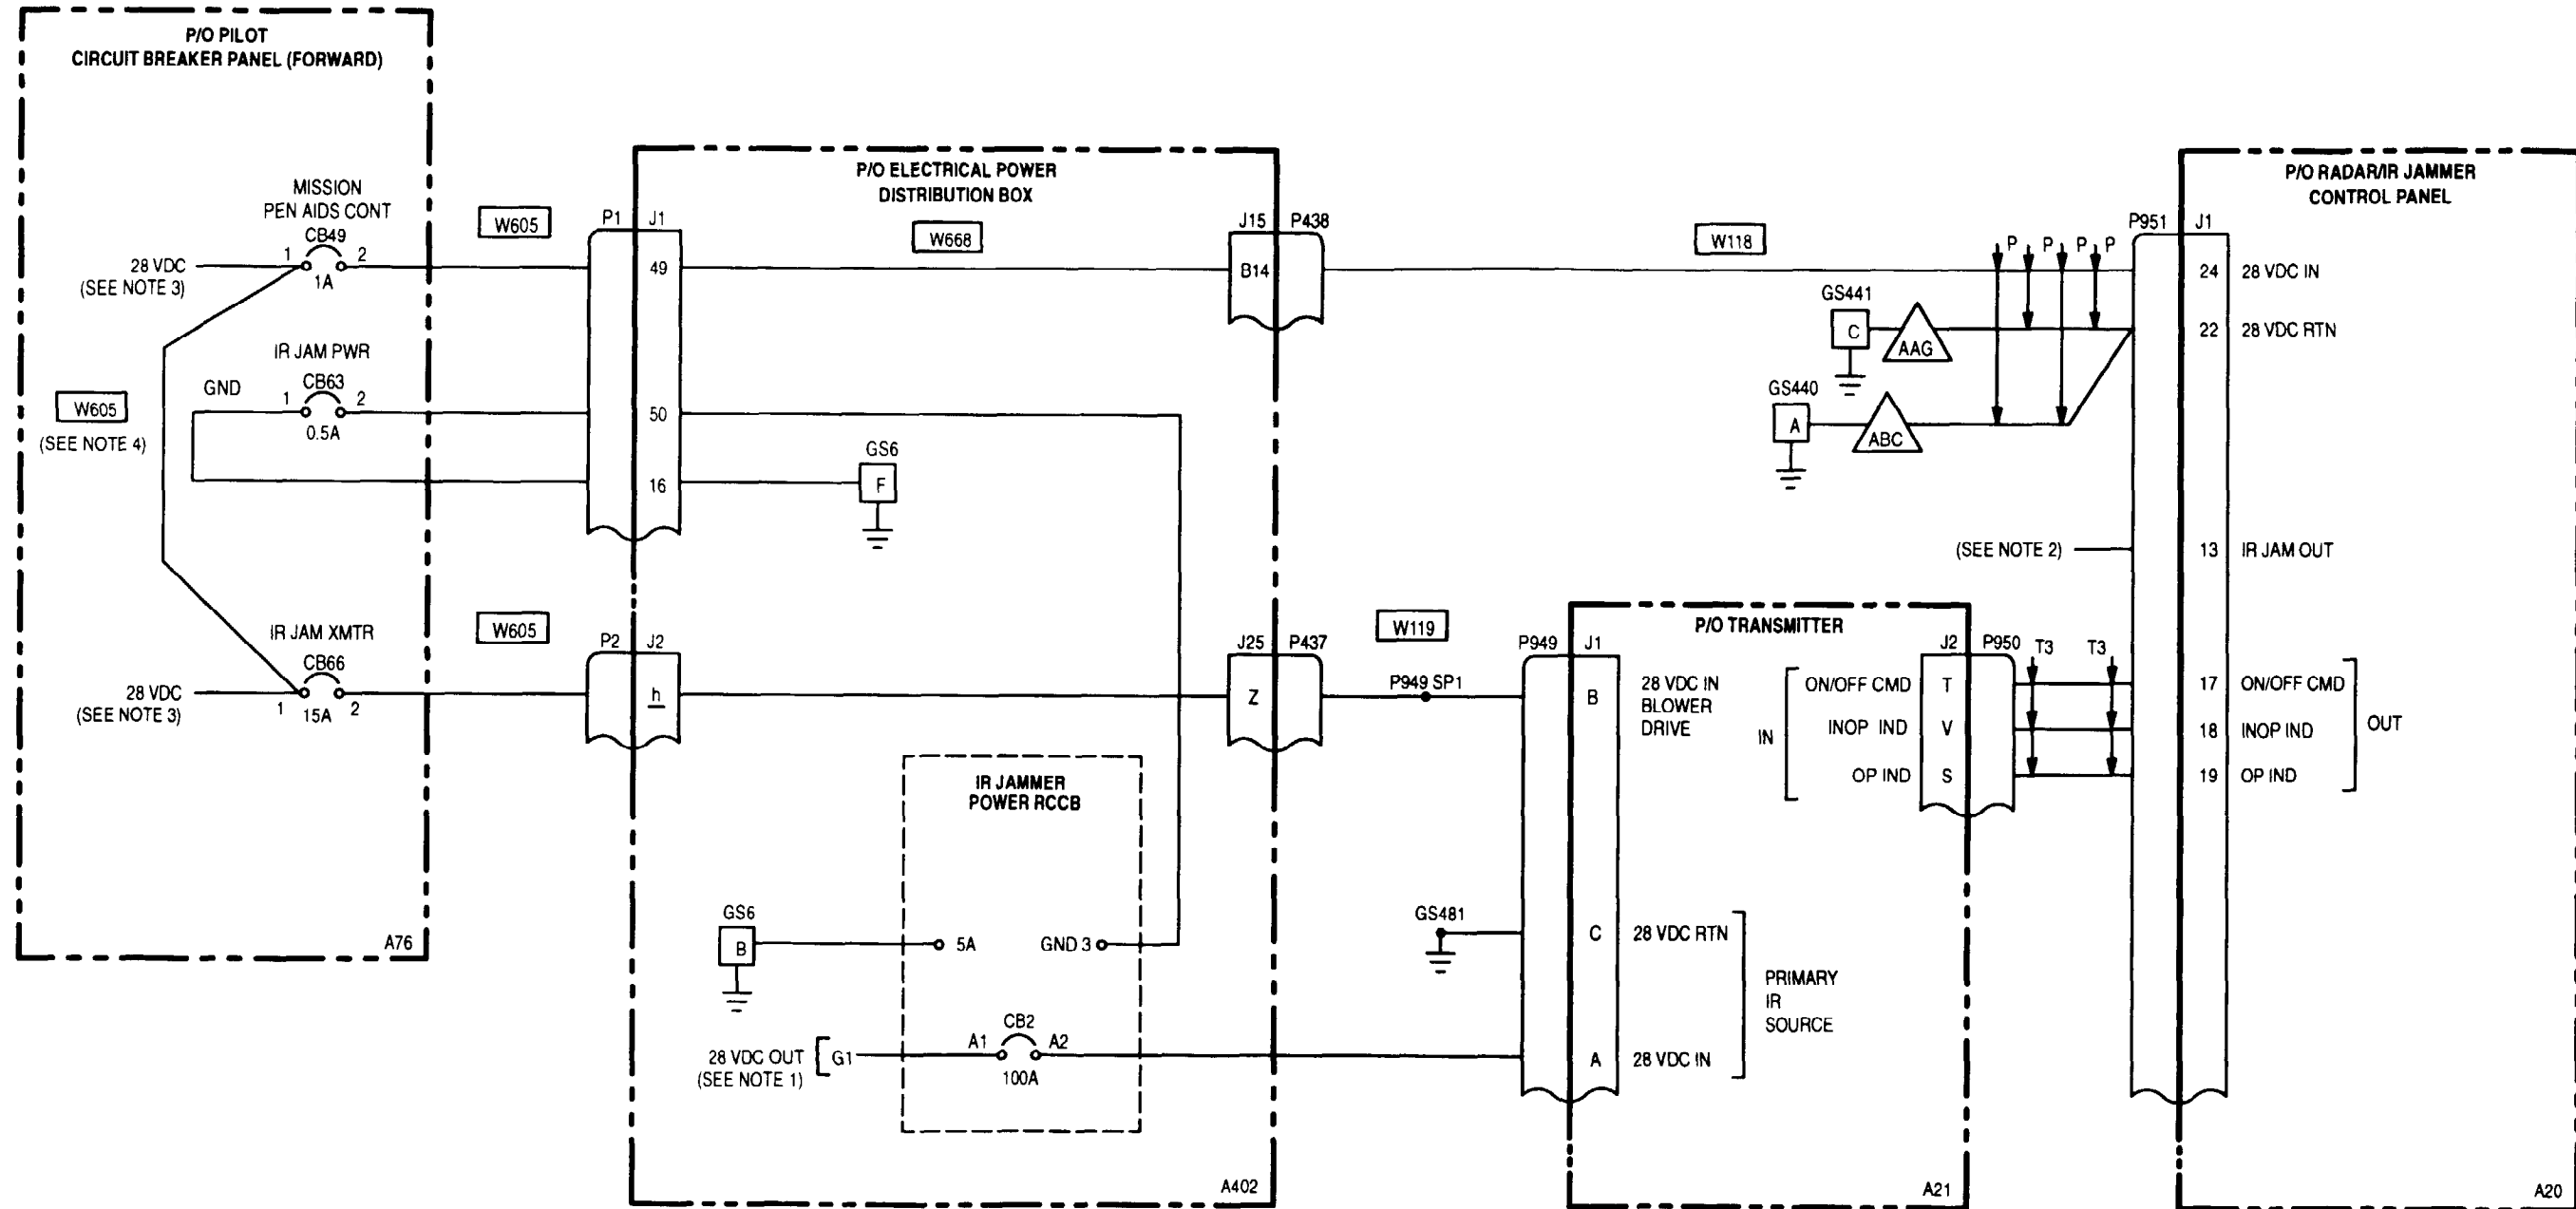 P/O PILOT
CIRCUIT BREAKER PANEL (FORWARD)
MISSION
PEN AIDS CONT
CB49
1 2
1A
28 VDC
(SEE NOTE 3)
IR JAM PWR
GND
CB63
1 2
0.5A
W605
(SEE NOTE 4)
IR JAM XMTR
CB66
28 VDC
(SEE NOTE 3)
1 15A 2
A76
W605
W605
P/O ELECTRICAL POWER
DISTRIBUTION BOX
P1 J1
W668
J15 P438
49
B14
50
GS6
16
F
P2 J2
h
J25 P437
Z
IR JAMMER
POWER RCCB
GS6
B
5A GND 3
CB2
A1 A2
100A
28 VDC OUT
(SEE NOTE 1)
G1
A402
W118
P P P P
GS441
C
AAG
GS440
A
ABC
(SEE NOTE 2)
W119
P949 SP1
GS481
P/O TRANSMITTER
P949 J1
B
28 VDC IN
BLOWER
DRIVE
C 28 VDC RTN
PRIMARY
IR
SOURCE
A 28 VDC IN
J2 P950
IN
ON/OFF CMD T
INOP IND V
OP IND S
A21
T3 T3
P/O RADAR/IR JAMMER
CONTROL PANEL
P951 J1
24 28 VDC IN
22 28 VDC RTN
13 IR JAM OUT
17 ON/OFF CMD
18 INOP IND
19 OP IND
OUT
A20